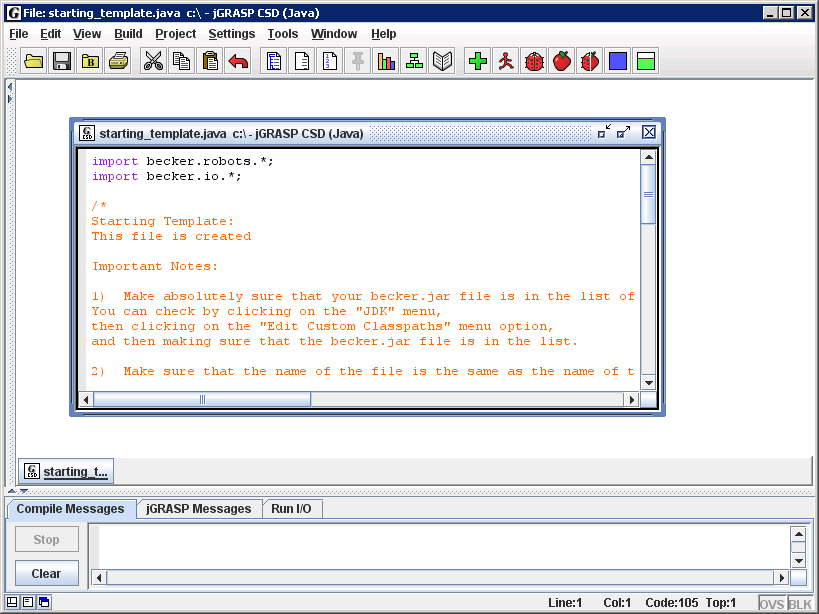 File: starting_template.java c:\ - jGRASP CSD (Java)
File Edit View Build Project Settings Tools Window Help
starting_template.java c:\ - jGRASP CSD (Java)
import becker.robots.*;
import becker.io.*;
/*
Starting Template:
This file is created
Important Notes:
1) Make absolutely sure that your becker.jar file is in the list of
You can check by clicking on the "JDK" menu,
then clicking on the "Edit Custom Classpaths" menu option,
and then making sure that the becker.jar file is in the list.
2) Make sure that the name of the file is the same as the name of t
starting_t...
Compile Messages jGRASP Messages Run I/O
Stop
Clear
Line:1 Col:1 Code:105 Top:1 OVS BLK